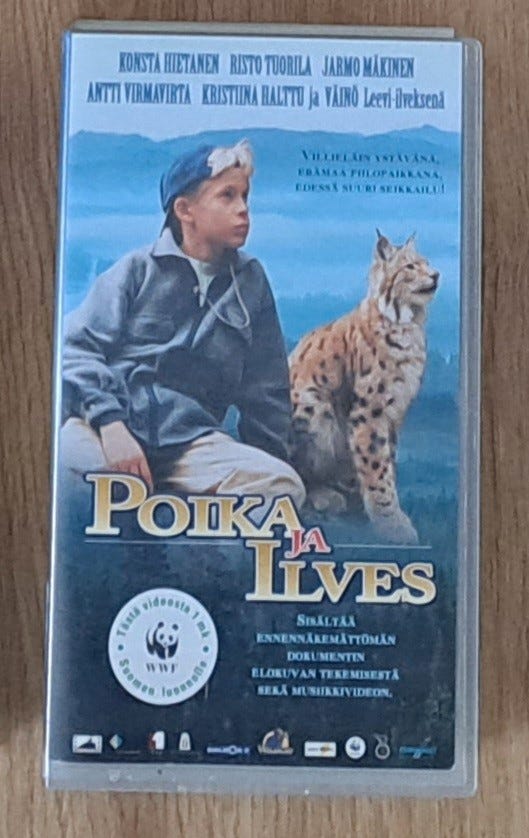 KONSTA HIETANEN RISTO TUORILA JARMO MÄKINEN
ANTTI VIRMAVIRTA KRISTIINA HALTTU ja VÄINÖ Leevi-ilveksenä
VILLIELÄIN YSTÄVÄNÄ,
ERÄMAA PIILOPAIKKANA,
EDESSÄ SUURI SEIKKAILU!
POIKA
JA
ILVES
Tästä videosta 1 mk
WWF
Suomen luonnolle
SISÄLTÄÄ
ENNENNÄKEMÄTTÖMÄN
DOKUMENTIN
ELOKUVAN TEKEMISESTÄ
SEKÄ MUSIIKKIVIDEON.